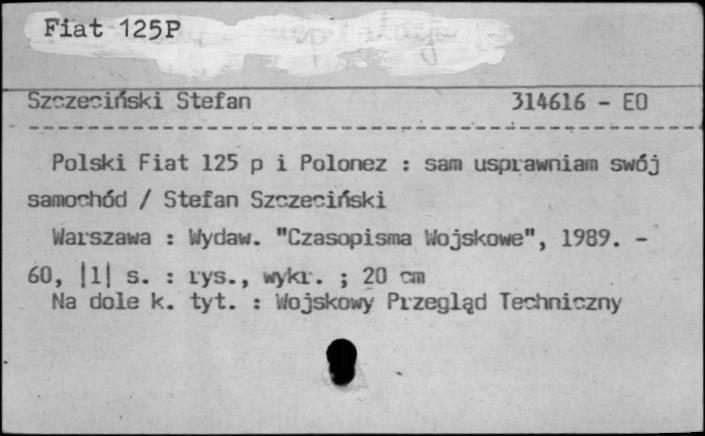 Fiat 125P
Szczeciński Stefan 314616 - EO
Polski Fiat 125 p i Polonez : sam usprawniam swój
samochód / Stefan Szczeciński
Warszawa : Wydaw. "Czasopisma Wojskowe", 1989. -
60, |1| s. : rys., wykr. ; 20 cm
Na dole k. tyt. : Wojskowy Przegląd Techniczny